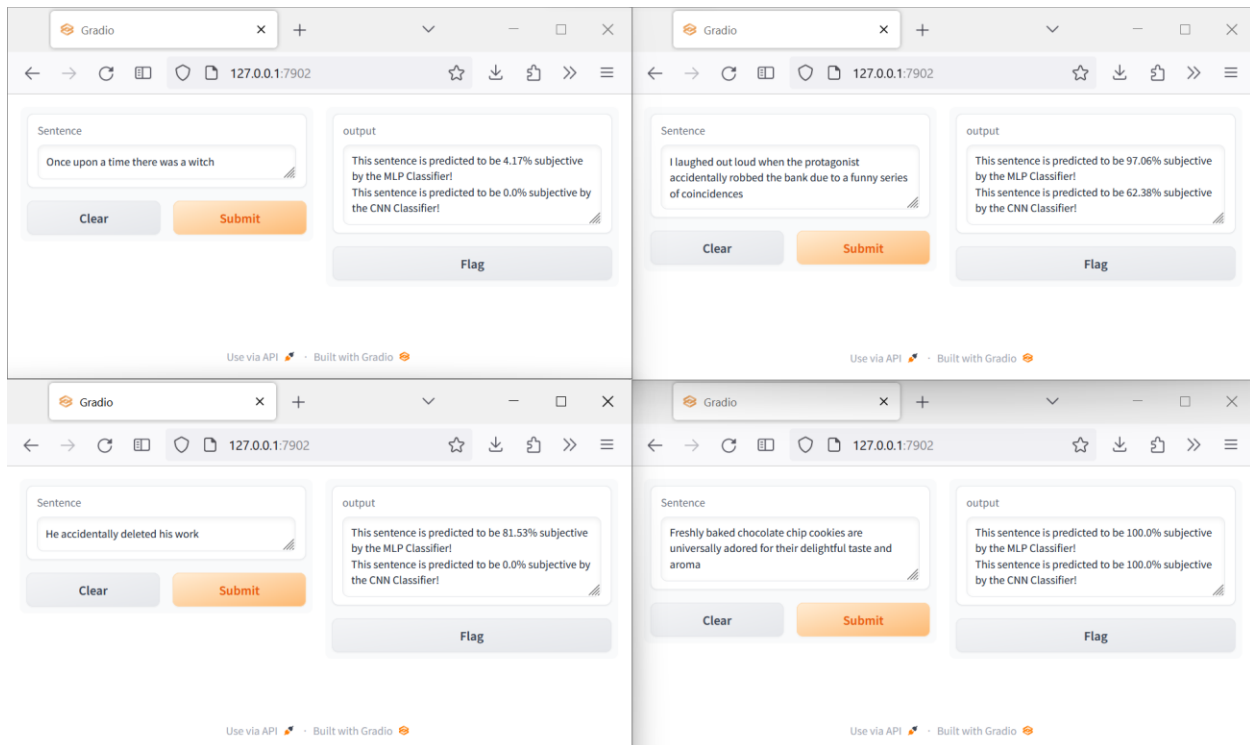 Gradio
127.0.0.1:7902
Sentence
Once upon a time there was a witch
Clear
Submit
output
This sentence is predicted to be 4.17% subjective
by the MLP Classifier!
This sentence is predicted to be 0.0% subjective by
the CNN Classifier!
Flag
Use via API · Built with Gradio
Gradio
127.0.0.1:7902
Sentence
I laughed out loud when the protagonist
accidentally robbed the bank due to a funny series
of coincidences
Clear
Submit
output
This sentence is predicted to be 97.06% subjective
by the MLP Classifier!
This sentence is predicted to be 62.38% subjective
by the CNN Classifier!
Flag
Use via API · Built with Gradio
Gradio
127.0.0.1:7902
Sentence
He accidentally deleted his work
Clear
Submit
output
This sentence is predicted to be 81.53% subjective
by the MLP Classifier!
This sentence is predicted to be 0.0% subjective by
the CNN Classifier!
Flag
Use via API · Built with Gradio
Gradio
127.0.0.1:7902
Sentence
Freshly baked chocolate chip cookies are
universally adored for their delightful taste and
aroma
Clear
Submit
output
This sentence is predicted to be 100.0% subjective
by the MLP Classifier!
This sentence is predicted to be 100.0% subjective
by the CNN Classifier!
Flag
Use via API · Built with Gradio